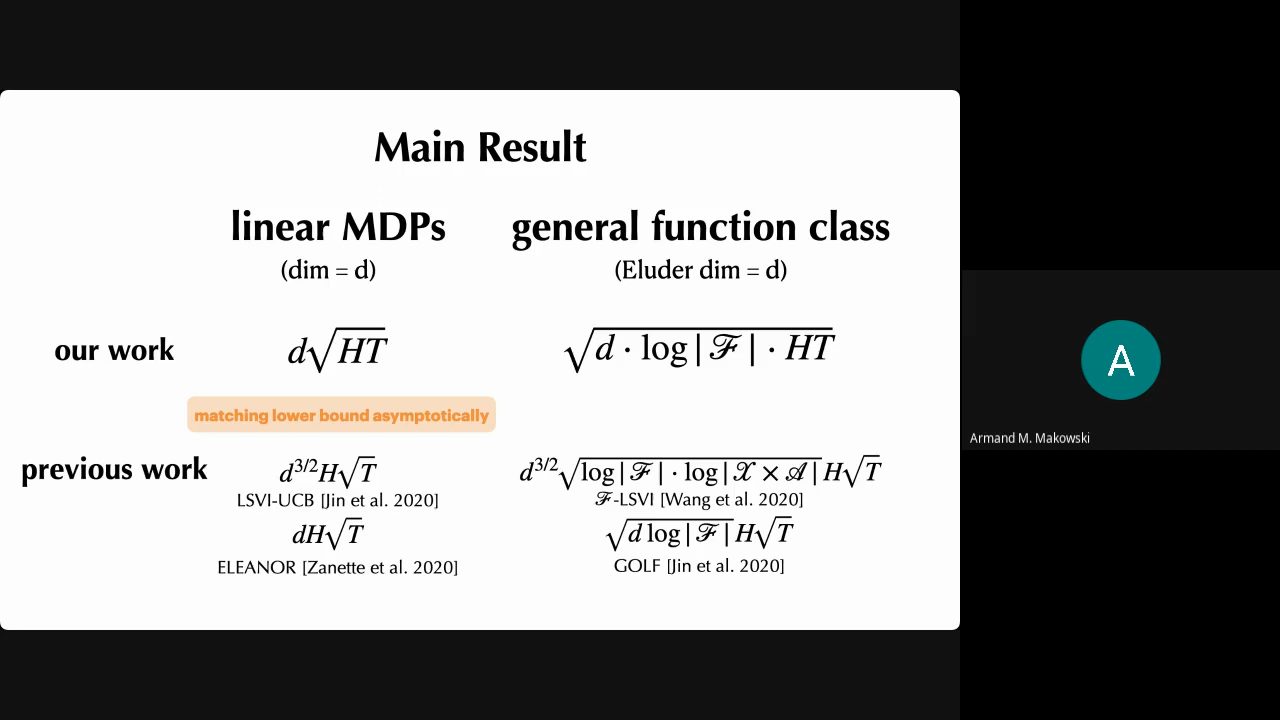 Main Result
linear MDPs general function class
(dim = d) (Eluder dim = d)
our work d√HT √d · log|ℱ| · HT
matching lower bound asymptotically
previous work d^{3/2}H√T d^{3/2}√log|ℱ| · log|𝒳 × 𝒜| H√T
LSVI-UCB [Jin et al. 2020] ℱ-LSVI [Wang et al. 2020]
dH√T √d log|ℱ| H√T
ELEANOR [Zanette et al. 2020] GOLF [Jin et al. 2020]
A
Armand M. Makowski